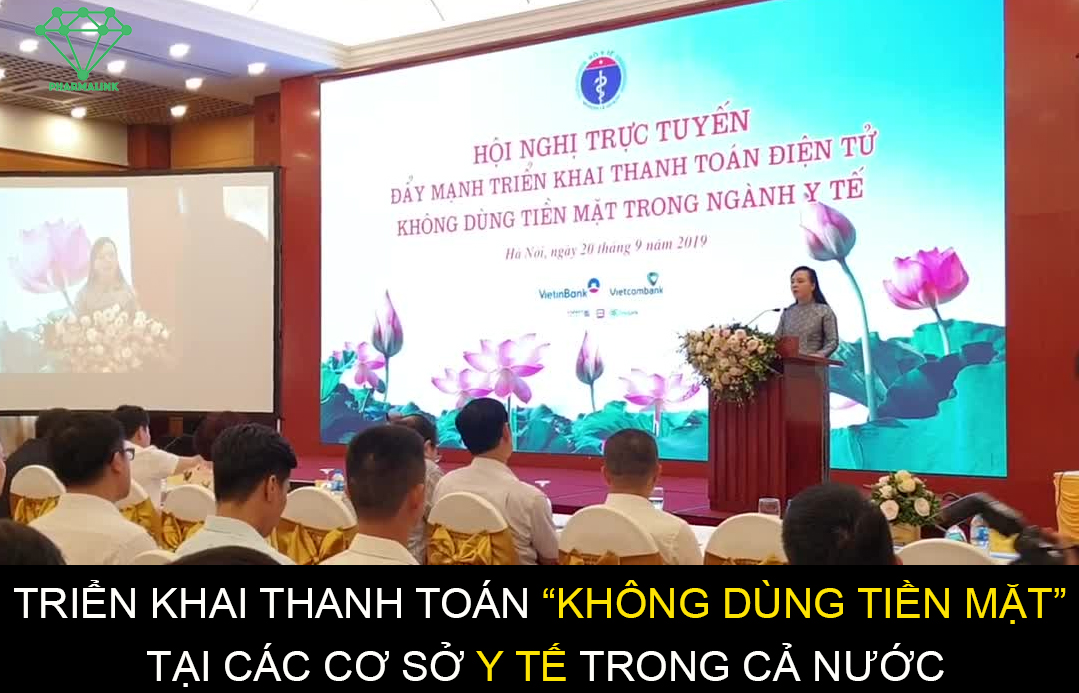 PHARMALINK
HỘI NGHỊ TRỰC TUYẾN
ĐẨY MẠNH TRIỂN KHAI THANH TOÁN ĐIỆN TỬ
KHÔNG DÙNG TIỀN MẶT TRONG NGÀNH Y TẾ
Hà Nội, ngày 20 tháng 9 năm 2019
VietinBank Vietcombank
TRIỂN KHAI THANH TOÁN “KHÔNG DÙNG TIỀN MẶT”
TẠI CÁC CƠ SỞ Y TẾ TRONG CẢ NƯỚC